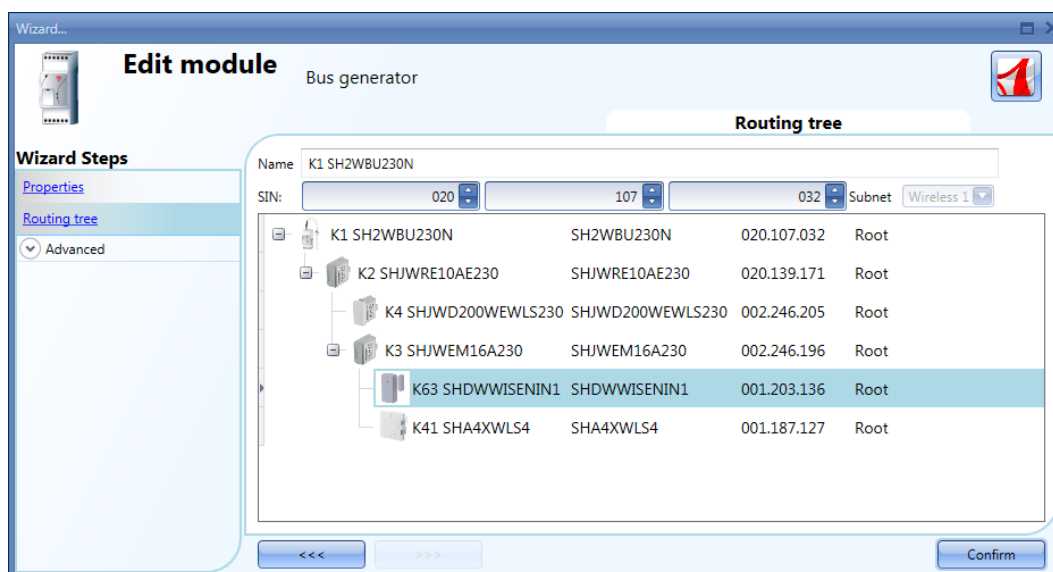 Wizard...
Edit module
Bus generator
Routing tree
Wizard Steps
Properties
Routing tree
Advanced
Name K1 SH2WBU230N
SIN: 020 107 032 Subnet Wireless 1
K1 SH2WBU230N SH2WBU230N 020.107.032 Root
K2 SHJWRE10AE230 SHJWRE10AE230 020.139.171 Root
K4 SHJWD200WEWLS230 SHJWD200WEWLS230 002.246.205 Root
K3 SHJWEM16A230 SHJWEM16A230 002.246.196 Root
K63 SHDWWISENIN1 SHDWWISENIN1 001.203.136 Root
K41 SHA4XWLS4 SHA4XWLS4 001.187.127 Root
<<< >>> Confirm